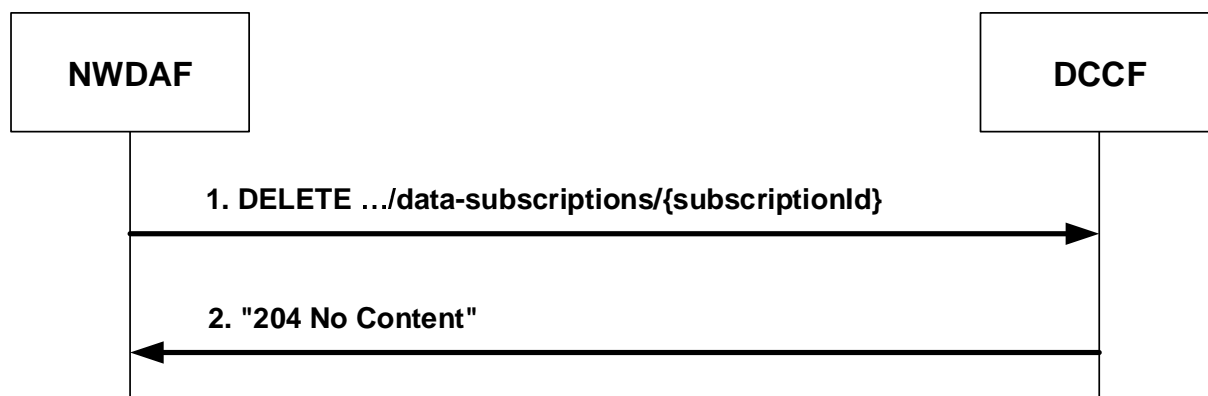 NWDAF
DCCF
1. DELETE …/data-subscriptions/{subscriptionId}
2. "204 No Content"